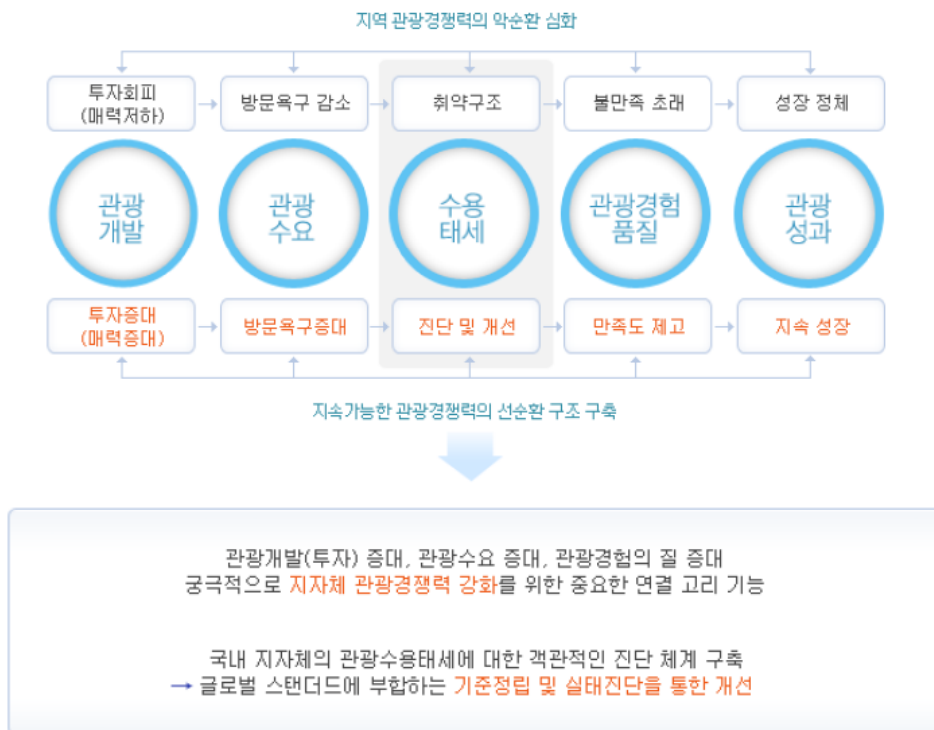 지역 관광경쟁력의 악순환 심화
투자회피
(매력저하)
방문욕구 감소
취약구조
불만족 초래
성장 정체
관광
개발
관광
수요
수용
태세
관광경험
품질
관광
성과
투자증대
(매력증대)
방문욕구증대
진단 및 개선
만족도 제고
지속 성장
지속가능한 관광경쟁력의 선순환 구조 구축
관광개발(투자) 증대, 관광수요 증대, 관광경험의 질 증대
궁극적으로 지자체 관광경쟁력 강화를 위한 중요한 연결 고리 기능
국내 지자체의 관광수용태세에 대한 객관적인 진단 체계 구축
→ 글로벌 스탠더드에 부합하는 기준정립 및 실태진단을 통한 개선